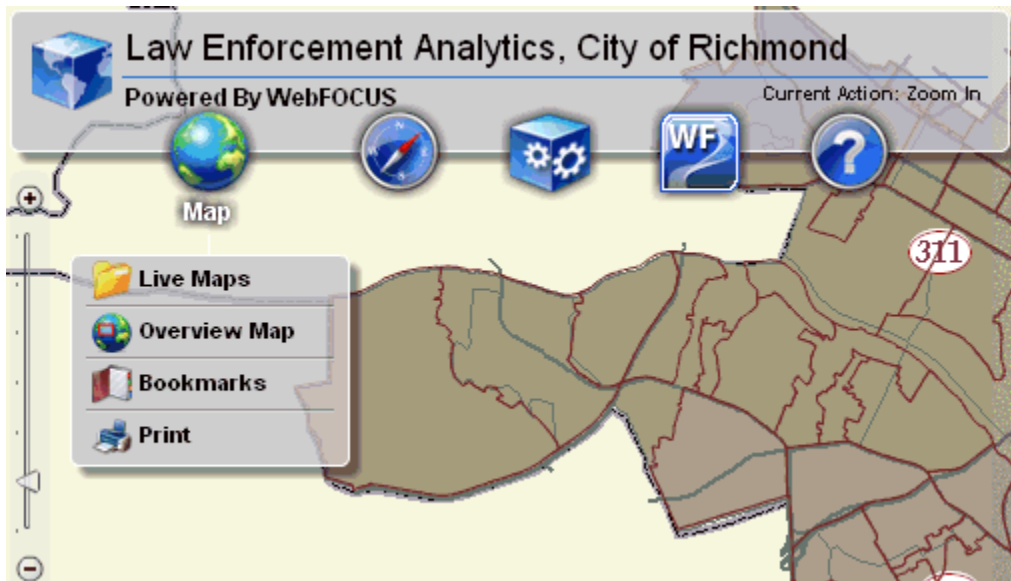 Law Enforcement Analytics, City of Richmond
Powered By WebFOCUS
Current Action: Zoom In
WF
?
Map
311
Live Maps
Overview Map
Bookmarks
Print